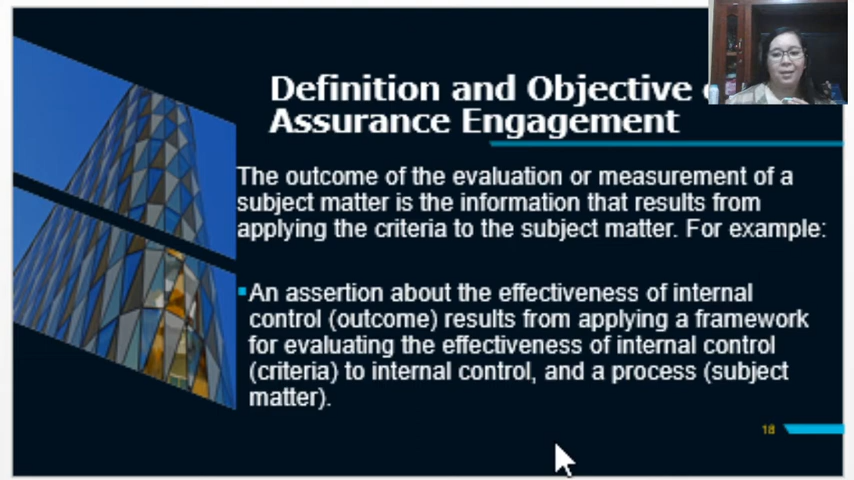 Definition and Objective
Assurance Engagement
The outcome of the evaluation or measurement of a
subject matter is the information that results from
applying the criteria to the subject matter. For example:
An assertion about the effectiveness of internal
control (outcome) results from applying a framework
for evaluating the effectiveness of internal control
(criteria) to internal control, and a process (subject
matter).
18